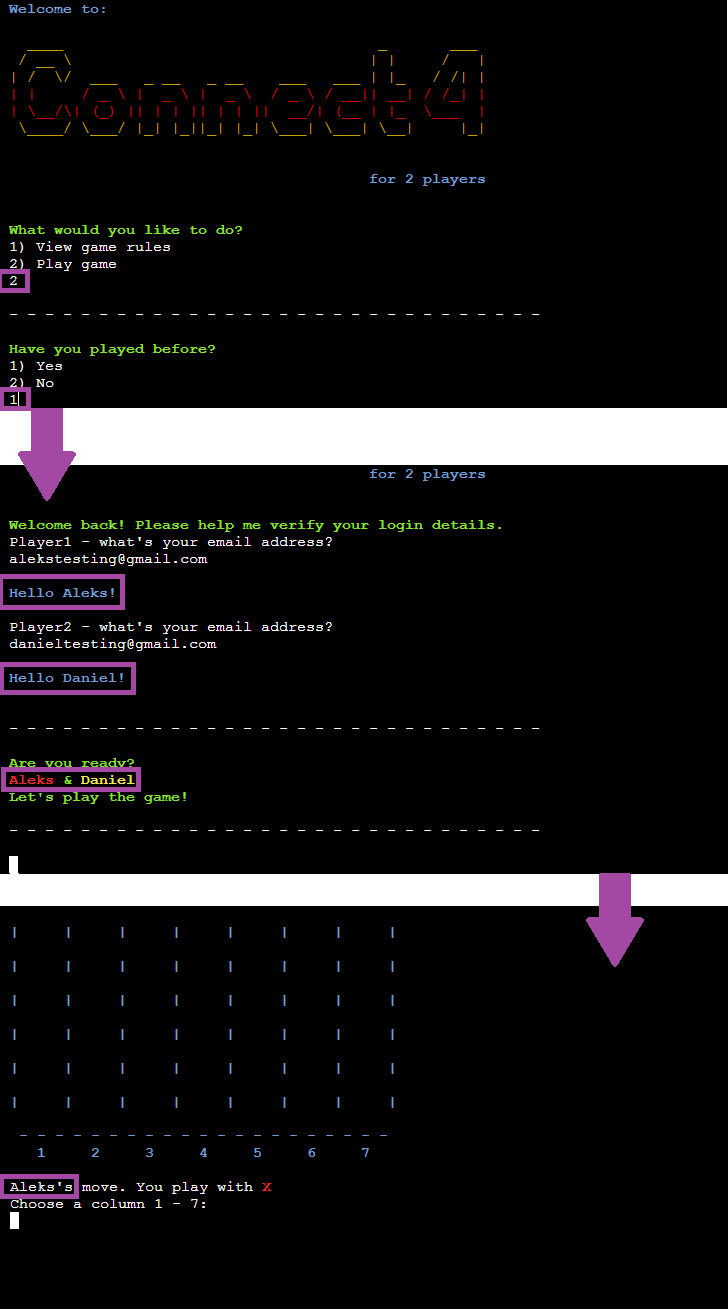 Welcome to:
Connect4
for 2 players
What would you like to do?
1) View game rules
2) Play game
2
- - - - - - - - - - - - - - - - - - - - - - - - - - - - - -
Have you played before?
1) Yes
2) No
1
for 2 players
Welcome back! Please help me verify your login details.
Player1 - what's your email address?
alekstesting@gmail.com
Hello Aleks!
Player2 - what's your email address?
danieltesting@gmail.com
Hello Daniel!
- - - - - - - - - - - - - - - - - - - - - - - - - - - - - -
Are you ready?
Aleks & Daniel
Let's play the game!
- - - - - - - - - - - - - - - - - - - - - - - - - - - - - -
| | | | | | | |
| | | | | | | |
| | | | | | | |
| | | | | | | |
| | | | | | | |
| | | | | | | |
- - - - - - - - - - - - - - - - - - - - -
1 2 3 4 5 6 7
Aleks's move. You play with X
Choose a column 1 - 7: